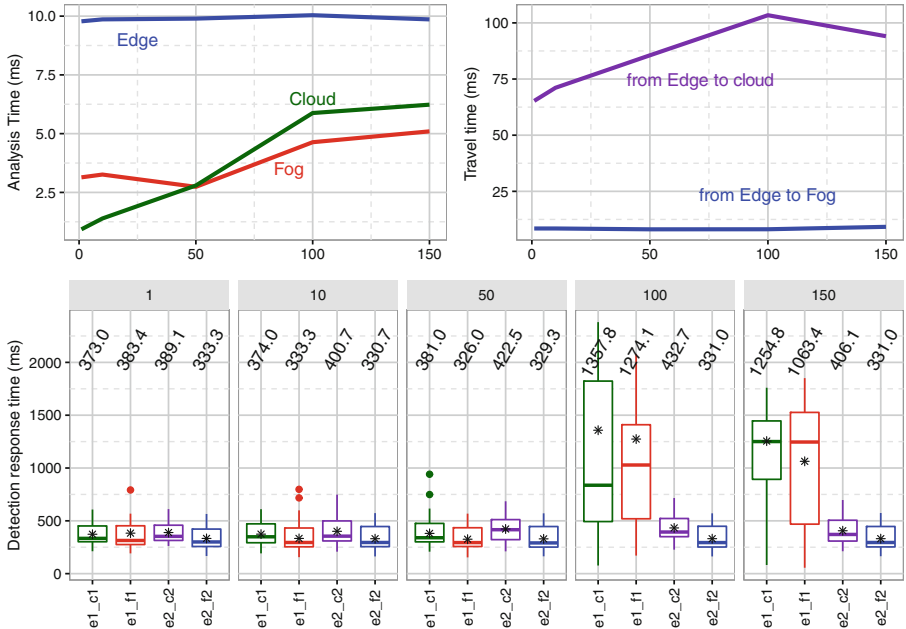 Analysis Time (ms)
10.0
7.5
5.0
2.5
Edge
Cloud
Fog
0
50
100
150
Travel time (ms)
100
75
50
25
from Edge to cloud
from Edge to Fog
0
50
100
150
Detection response time (ms)
2000
1500
1000
500
0
1
10
50
100
150
373.0
383.4
389.1
333.3
374.0
333.3
400.7
330.7
381.0
326.0
422.5
329.3
1357.8
1274.1
432.7
331.0
1254.8
1063.4
406.1
331.0
e1_c1
e1_f1
e2_c2
e2_f2
e1_c1
e1_f1
e2_c2
e2_f2
e1_c1
e1_f1
e2_c2
e2_f2
e1_c1
e1_f1
e2_c2
e2_f2
e1_c1
e1_f1
e2_c2
e2_f2